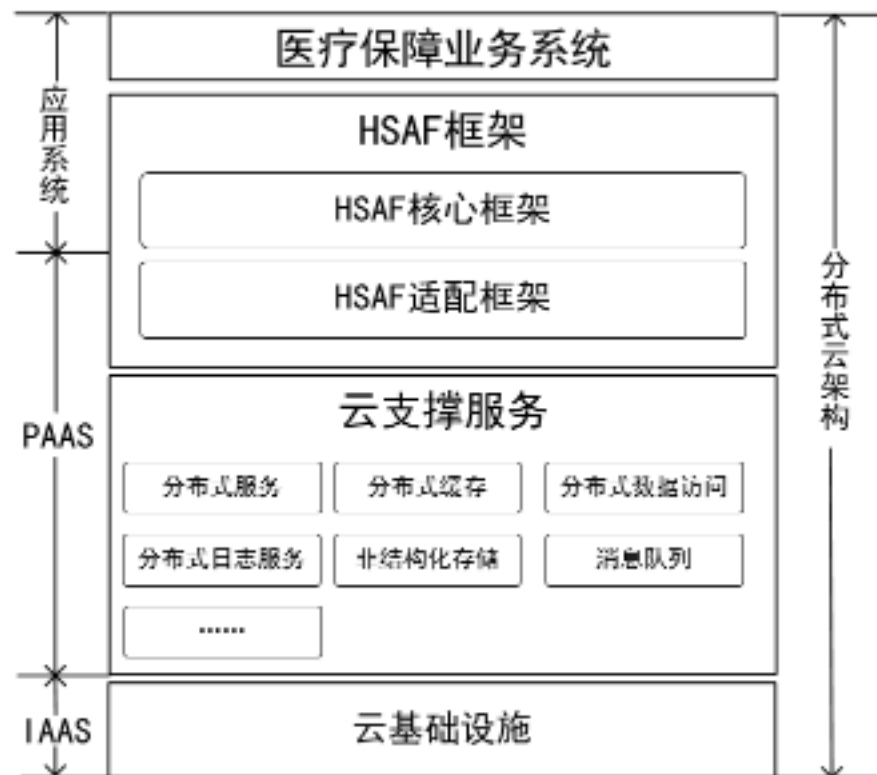 医疗保障业务系统
应用系统
HSAF框架
HSAF核心框架
HSAF适配框架
分布式云架构
PAAS
云支撑服务
分布式服务
分布式缓存
分布式数据访问
分布式日志服务
非结构化存储
消息队列
……
IAAS
云基础设施